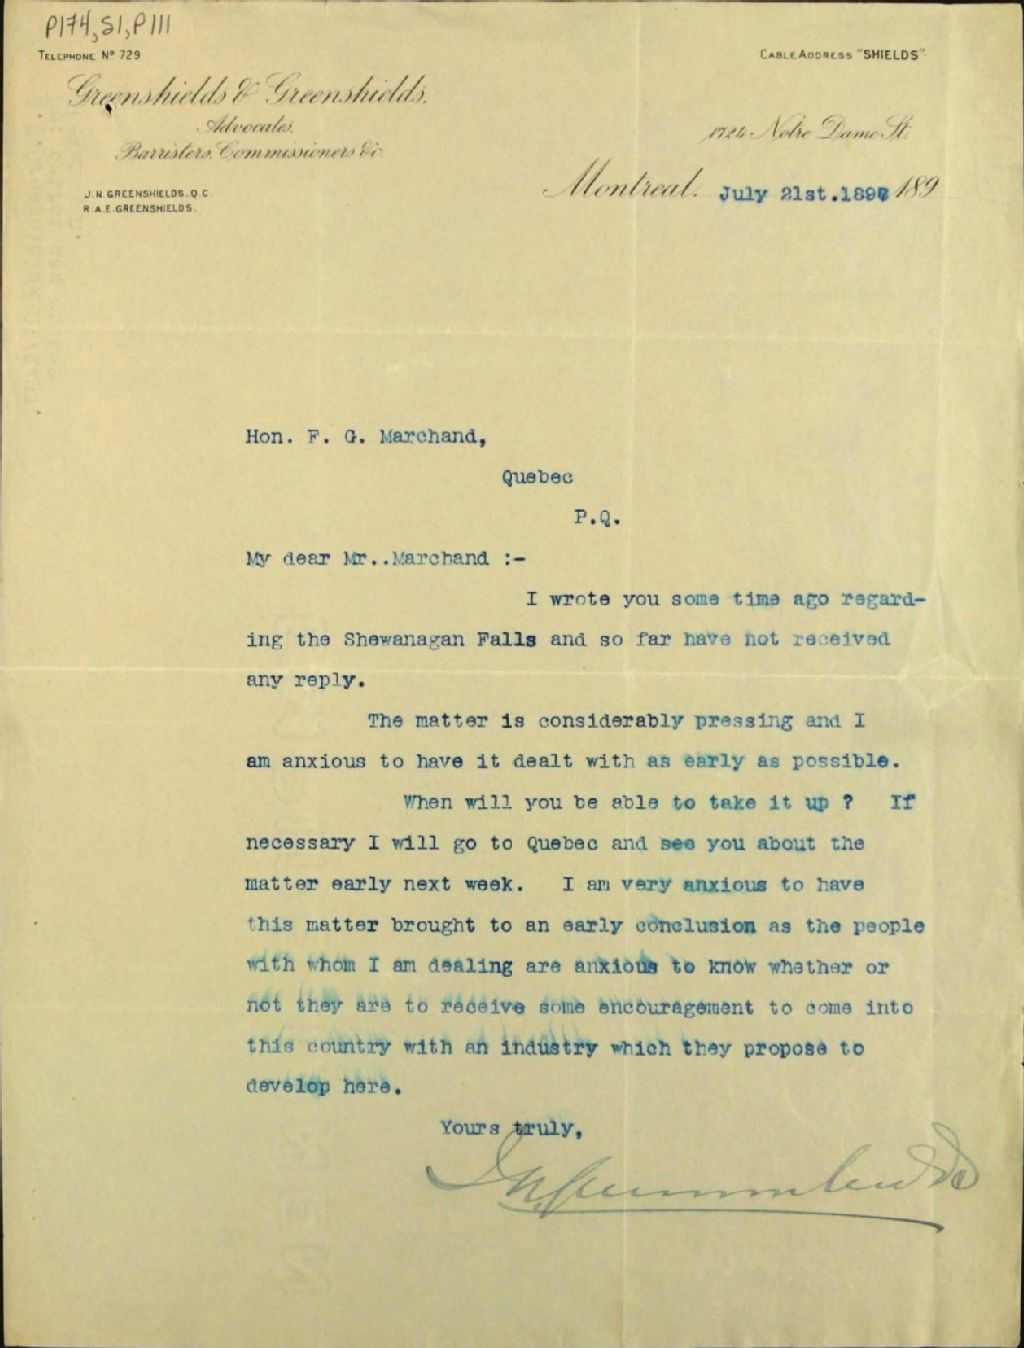 P174, S1, P111
TELEPHONE Nº 729
CABLE ADDRESS "SHIELDS"
Greenshields & Greenshields,
Advocates,
Barristers, Commissioners &c.
1724 Notre Dame St.
J. N. GREENSHIELDS. Q.C.
R. A. E. GREENSHIELDS.
Montreal, July 21st.1897 189
Hon. F. G. Marchand,
Quebec
P.Q.
My dear Mr..Marchand :-
I wrote you some time ago regard-
ing the Shewanagan Falls and so far have not received
any reply.
The matter is considerably pressing and I
am anxious to have it dealt with as early as possible.
When will you be able to take it up ? If
necessary I will go to Quebec and see you about the
matter early next week. I am very anxious to have
this matter brought to an early conclusion as the people
with whom I am dealing are anxious to know whether or
not they are to receive some encouragement to come into
this country with an industry which they propose to
develop here.
Yours truly,
J N Greenshields